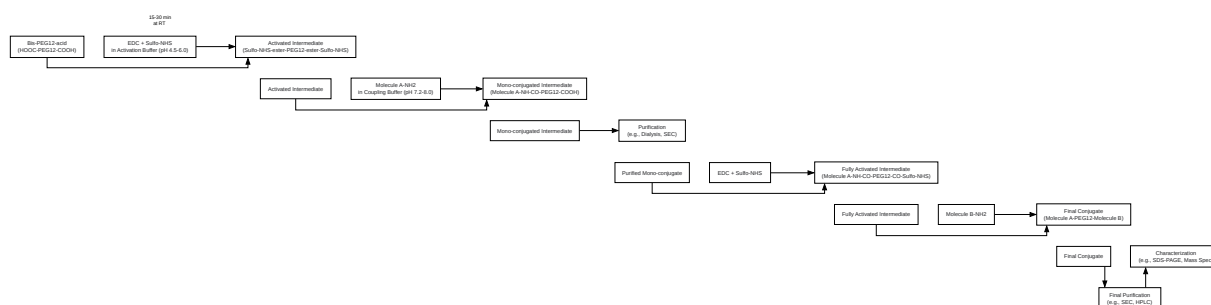 15-30 min
at RT
Bis-PEG12-acid
(HOOC-PEG12-COOH)
EDC + Sulfo-NHS
in Activation Buffer (pH 4.5-6.0)
Activated Intermediate
(Sulfo-NHS-ester-PEG12-ester-Sulfo-NHS)
Activated Intermediate
Molecule A-NH2
in Coupling Buffer (pH 7.2-8.0)
Mono-conjugated Intermediate
(Molecule A-NH-CO-PEG12-COOH)
Mono-conjugated Intermediate
Purification
(e.g., Dialysis, SEC)
Purified Mono-conjugate
EDC + Sulfo-NHS
Fully Activated Intermediate
(Molecule A-NH-CO-PEG12-CO-Sulfo-NHS)
Fully Activated Intermediate
Molecule B-NH2
Final Conjugate
(Molecule A-PEG12-Molecule B)
Final Conjugate
Characterization
(e.g., SDS-PAGE, Mass Spec
Final Purification
(e.g., SEC, HPLC)